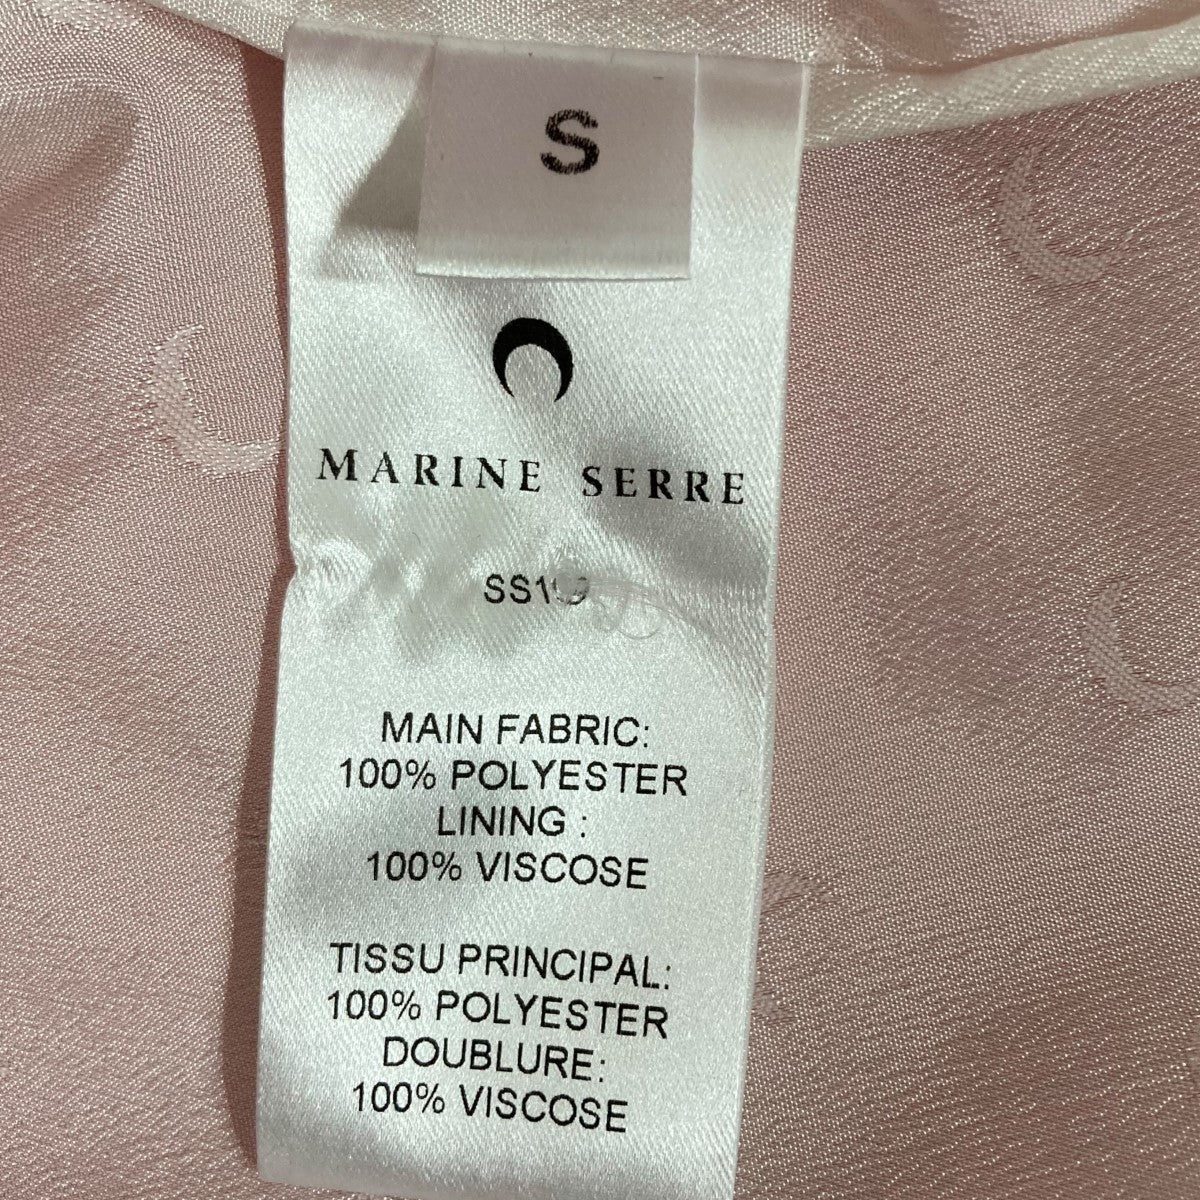 S
MARINE SERRE
MAIN FABRIC:
100% POLYESTER
LINING :
100% VISCOSE
TISSU PRINCIPAL:
100% POLYESTER
DOUBLURE:
100% VISCOSE